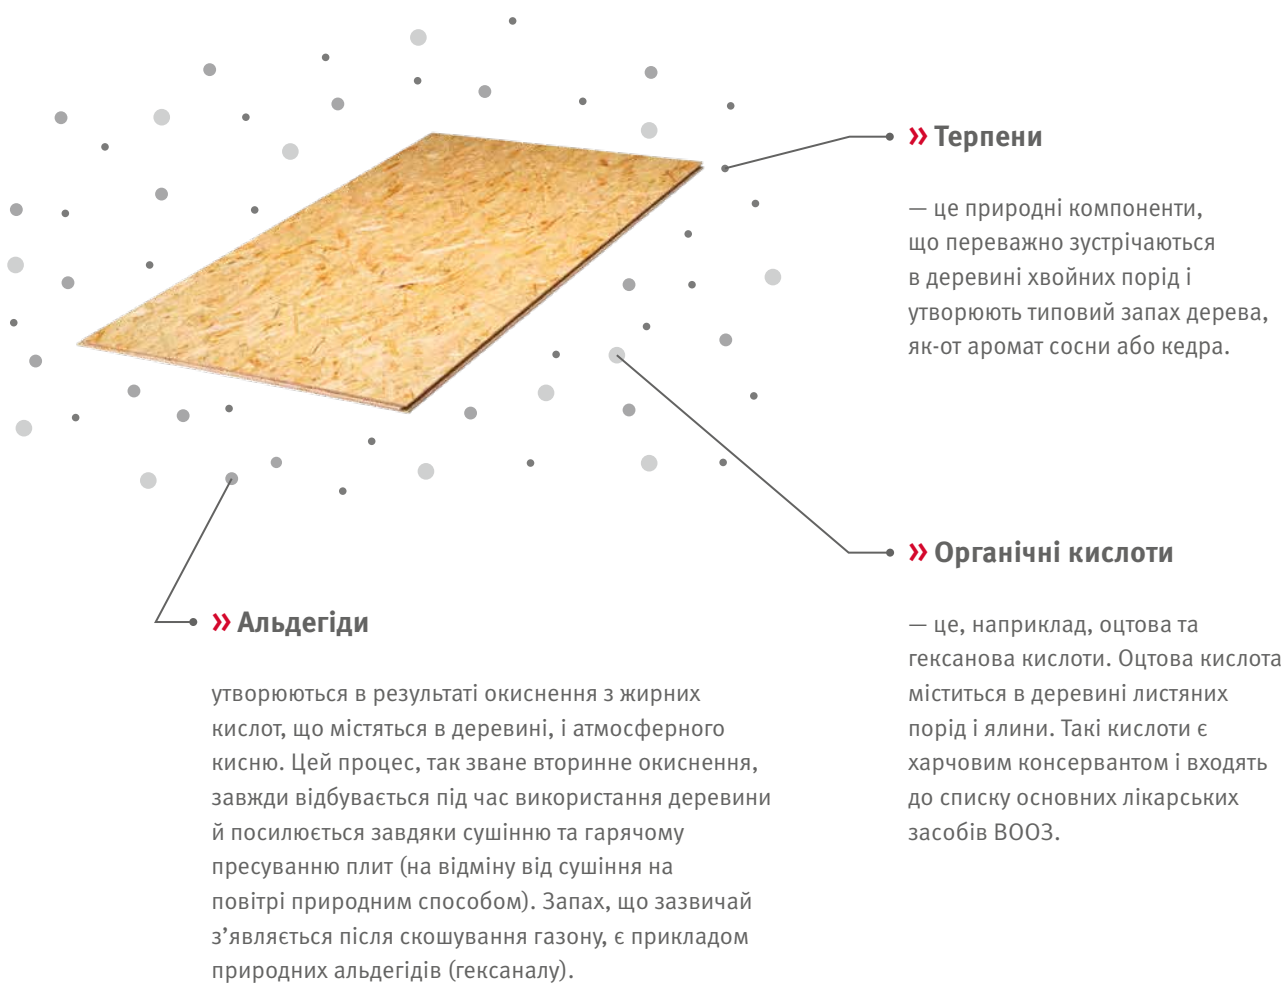 » Терпени
— це природні компоненти,
що переважно зустрічаються
в деревині хвойних порід і
утворюють типовий запах дерева,
як-от аромат сосни або кедра.
» Органічні кислоти
— це, наприклад, оцтова та
гексанова кислоти. Оцтова кислота
міститься в деревині листяних
порід і ялини. Такі кислоти є
харчовим консервантом і входять
до списку основних лікарських
засобів ВООЗ.
» Альдегіди
утворюються в результаті окиснення з жирних
кислот, що містяться в деревині, і атмосферного
кисню. Цей процес, так зване вторинне окиснення,
завжди відбувається під час використання деревини
й посилюється завдяки сушінню та гарячому
пресуванню плит (на відміну від сушіння на
повітрі природним способом). Запах, що зазвичай
з’являється після скошування газону, є прикладом
природних альдегідів (гексаналу).